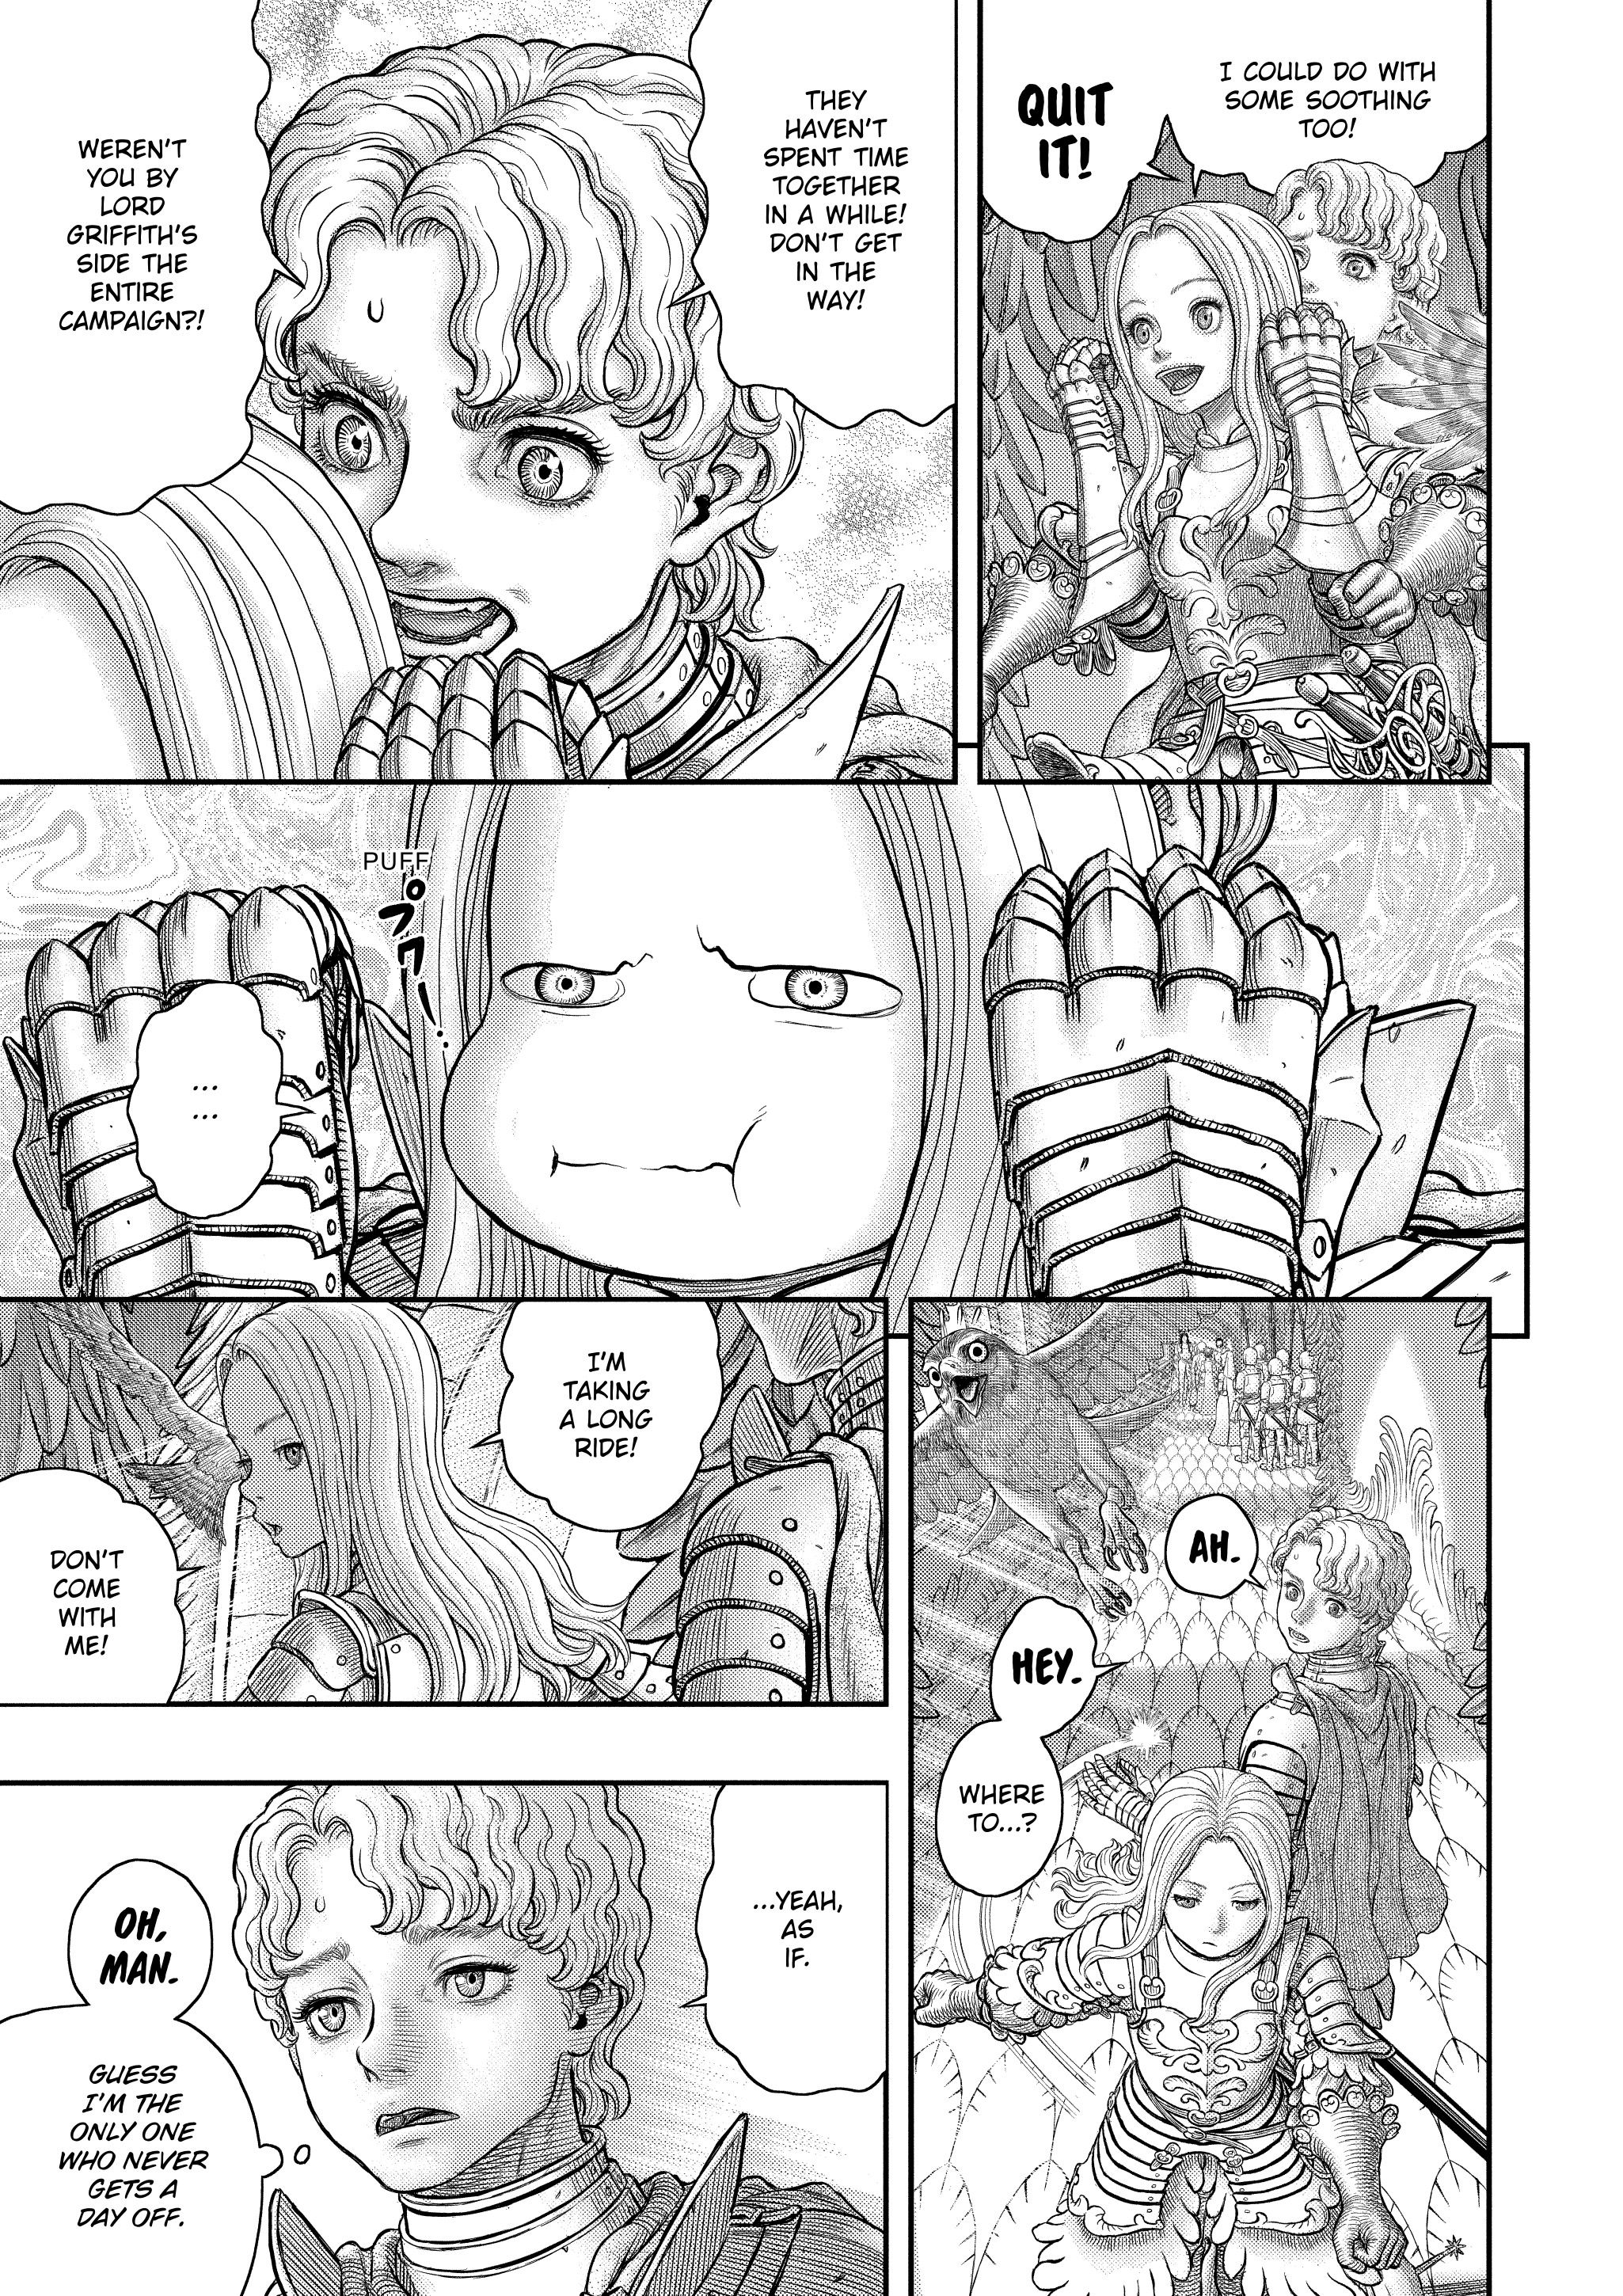 I COULD DO WITH
SOME SOOTHING
TOO!
QUIT
IT!
THEY
HAVEN'T
SPENT TIME
TOGETHER
IN A WHILE!
DON'T GET
IN THE
WAY!
WEREN'T
YOU BY
LORD
GRIFFITH'S
SIDE THE
ENTIRE
CAMPAIGN?!
PUFF
プクー…
...
...
AH.
HEY.
WHERE
TO...?
I'M
TAKING
A LONG
RIDE!
DON'T
COME
WITH
ME!
...YEAH,
AS
IF.
OH,
MAN.
GUESS
I'M THE
ONLY ONE
WHO NEVER
GETS A
DAY OFF.